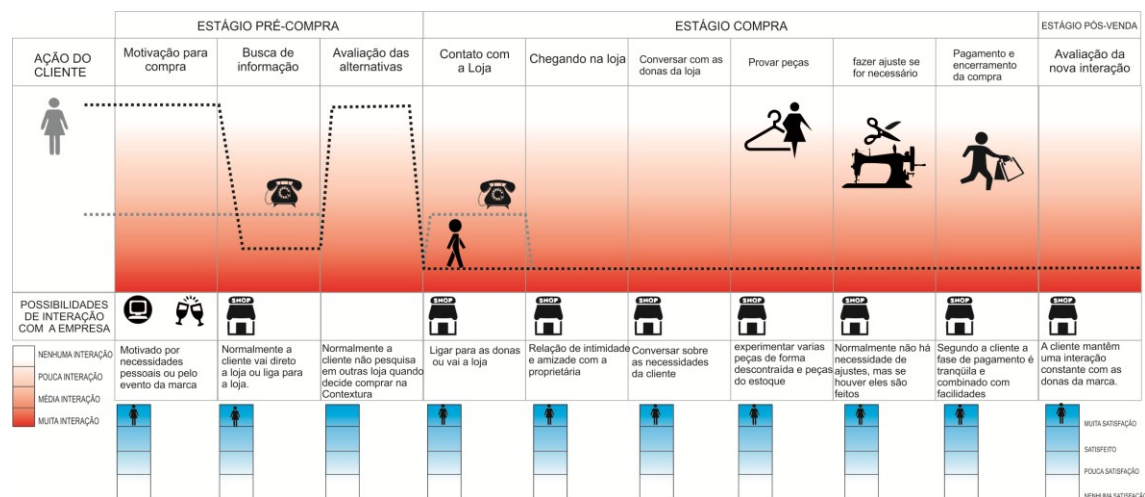 ESTÁGIO PRÉ-COMPRA
ESTÁGIO COMPRA
ESTÁGIO PÓS-VENDA
AÇÃO DO
CLIENTE
Motivação para
compra
Busca de
informação
Avaliação das
alternativas
Contato com
a Loja
Chegando na loja
Conversar com as
donas da loja
Provar peças
fazer ajuste se
for necessário
Pagamento e
encerramento
da compra
Avaliação da
nova interação
POSSIBILIDADES
DE INTERAÇÃO
COM A EMPRESA
SHOP
SHOP
SHOP
SHOP
SHOP
SHOP
SHOP
SHOP
NENHUMA INTERAÇÃO
POUCA INTERAÇÃO
MÉDIA INTERAÇÃO
MUITA INTERAÇÃO
Motivado por
necessidades
pessoais ou pelo
evento da marca
Normalmente a
cliente vai direto
a loja ou liga para
a loja.
Normalmente a
cliente não pesquisa
em outras loja quando
decide comprar na
Contextura
Ligar para as donas
ou vai a loja
Relação de intimidade
e amizade com a
proprietária
Conversar sobre
as necessidades
da cliente
experimentar varias
peças de forma
descontraída e peças
do estoque
Normalmente não há
necessidade de
ajustes, mas se
houver eles são
feitos
Segundo a cliente a
fase de pagamento é
tranqüila e
combinado com
facilidades
A cliente mantêm
uma interação
constante com as
donas da marca.
MUITA SATISFAÇÃO
SATISFEITO
POUCA SATISFAÇÃO
NENHUMA SATISFAÇÃO